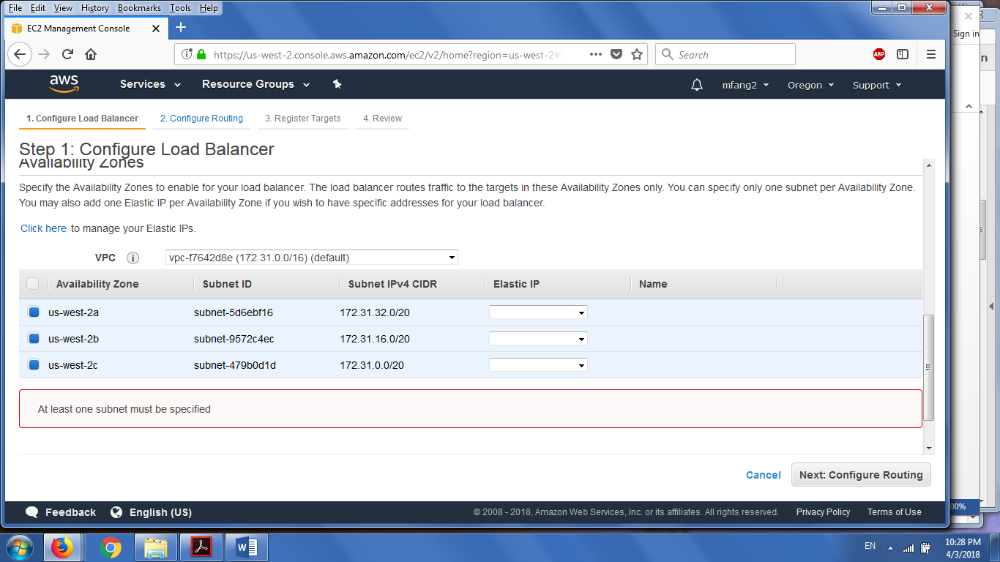 File Edit View History Bookmarks Tools Help
EC2 Management Console
https://us-west-2.console.aws.amazon.com/ec2/v2/home?region=us-west-2#
Search
ABP
Sign in
n
aws
Services
Resource Groups
mfang2
Oregon
Support
1. Configure Load Balancer
2. Configure Routing
3. Register Targets
4. Review
Step 1: Configure Load Balancer
Availability Zones
Specify the Availability Zones to enable for your load balancer. The load balancer routes traffic to the targets in these Availability Zones only. You can specify only one subnet per Availability Zone.
You may also add one Elastic IP per Availability Zone if you wish to have specific addresses for your load balancer.
Click here to manage your Elastic IPs.
VPC i vpc-f7642d8e (172.31.0.0/16) (default)
Availability Zone Subnet ID Subnet IPv4 CIDR Elastic IP Name
us-west-2a subnet-5d6ebf16 172.31.32.0/20
us-west-2b subnet-9572c4ec 172.31.16.0/20
us-west-2c subnet-479b0d1d 172.31.0.0/20
At least one subnet must be specified
Cancel Next: Configure Routing
00%
Feedback English (US) © 2008 - 2018, Amazon Web Services, Inc. or its affiliates. All rights reserved. Privacy Policy Terms of Use
W
EN
10:28 PM
4/3/2018